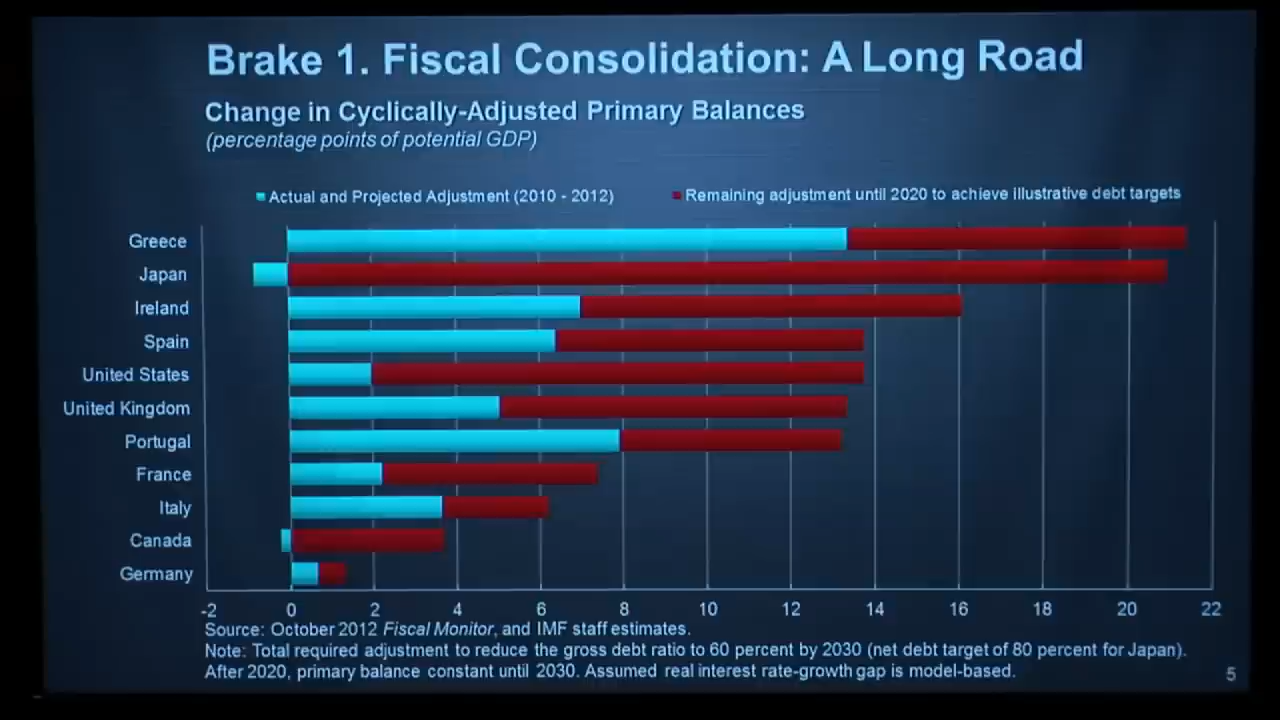 Brake 1. Fiscal Consolidation: A Long Road
Change in Cyclically-Adjusted Primary Balances
(percentage points of potential GDP)
Actual and Projected Adjustment (2010 - 2012)
Remaining adjustment until 2020 to achieve illustrative debt targets
Greece
Japan
Ireland
Spain
United States
United Kingdom
Portugal
France
Italy
Canada
Germany
-2 0 2 4 6 8 10 12 14 16 18 20 22
Source: October 2012 Fiscal Monitor, and IMF staff estimates.
Note: Total required adjustment to reduce the gross debt ratio to 60 percent by 2030 (net debt target of 80 percent for Japan).
After 2020, primary balance constant until 2030. Assumed real interest rate-growth gap is model-based.
5